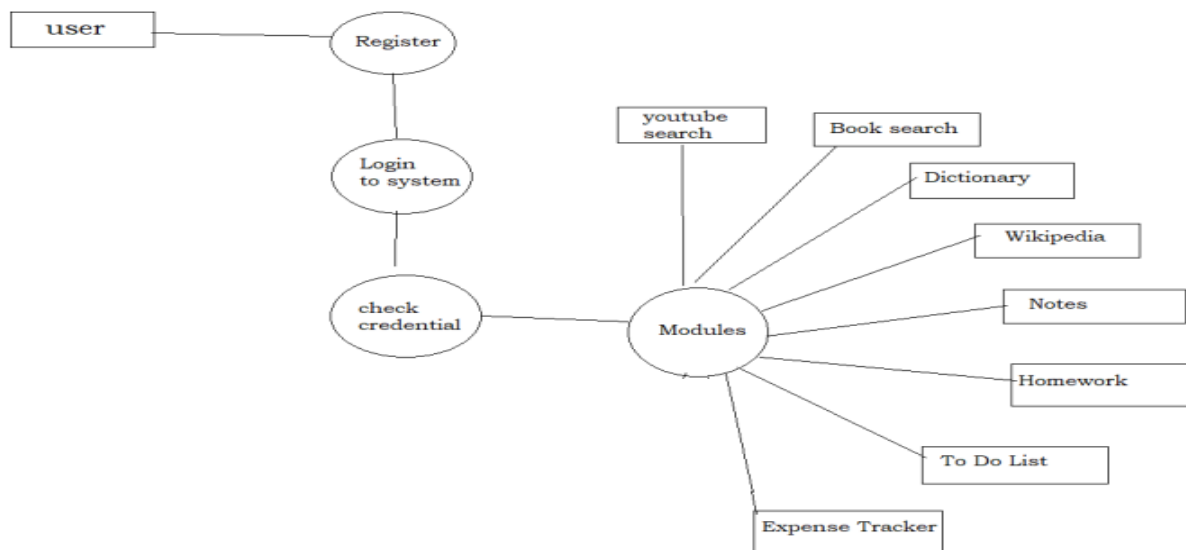 user
Register
Login
to system
check
credential
Modules
youtube
search
Book search
Dictionary
Wikipedia
Notes
Homework
To Do List
Expense Tracker